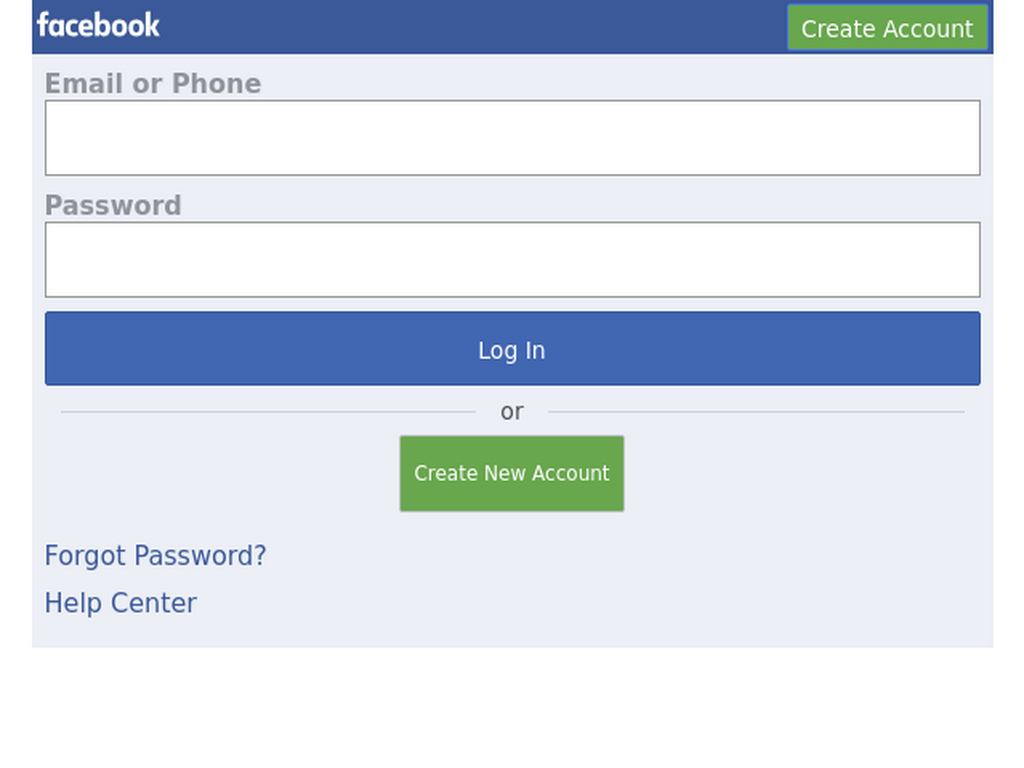 facebook
Create Account
Email or Phone
Password
Log In
or
Create New Account
Forgot Password?
Help Center